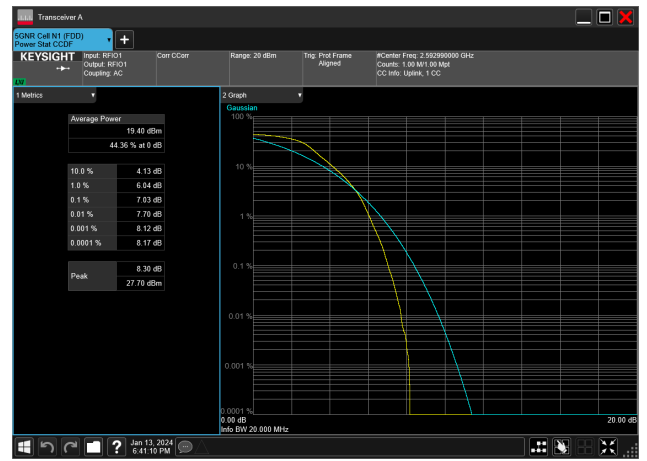 Transceiver A
5GNR Cell N1 (FDD)
Power Stat CCDF
KEYSIGHT
LXI
Input: RFIO1
Output: RFIO1
Coupling: AC
Corr CCorr
Range: 20 dBm
Trig: Prot Frame
Aligned
#Center Freq: 2.592990000 GHz
Counts: 1.00 M/1.00 Mpt
CC Info: Uplink, 1 CC
1 Metrics
Average Power
19.40 dBm
44.36 % at 0 dB
10.0 % 4.13 dB
1.0 % 6.04 dB
0.1 % 7.03 dB
0.01 % 7.70 dB
0.001 % 8.12 dB
0.0001 % 8.17 dB
Peak
8.30 dB
27.70 dBm
2 Graph
Gaussian
100 %
10 %
1 %
0.1 %
0.01 %
0.001 %
0.0001 %
0.00 dB
20.00 dB
Info BW 20.000 MHz
?
Jan 13, 2024
6:41:10 PM